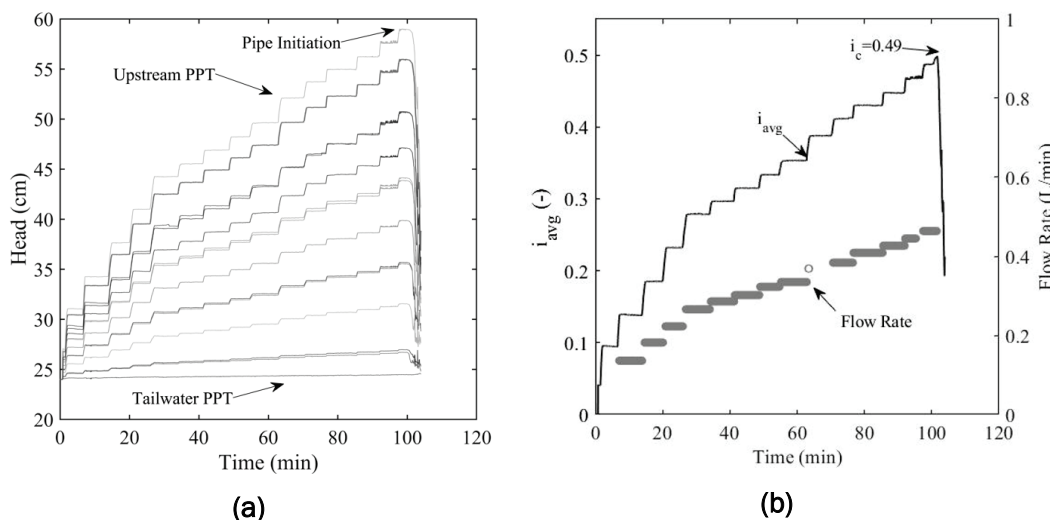 60
55
50
45
40
35
30
25
20
Head (cm)
Pipe Initiation
Upstream PPT
Tailwater PPT
0 20 40 60 80 100 120
Time (min)
(a)
0.5
0.4
0.3
0.2
0.1
0
i_avg (-)
i_c=0.49
i_avg
Flow Rate
1
0.8
0.6
0.4
0.2
0
Flow Rate (L/min)
0 20 40 60 80 100 120
Time (min)
(b)